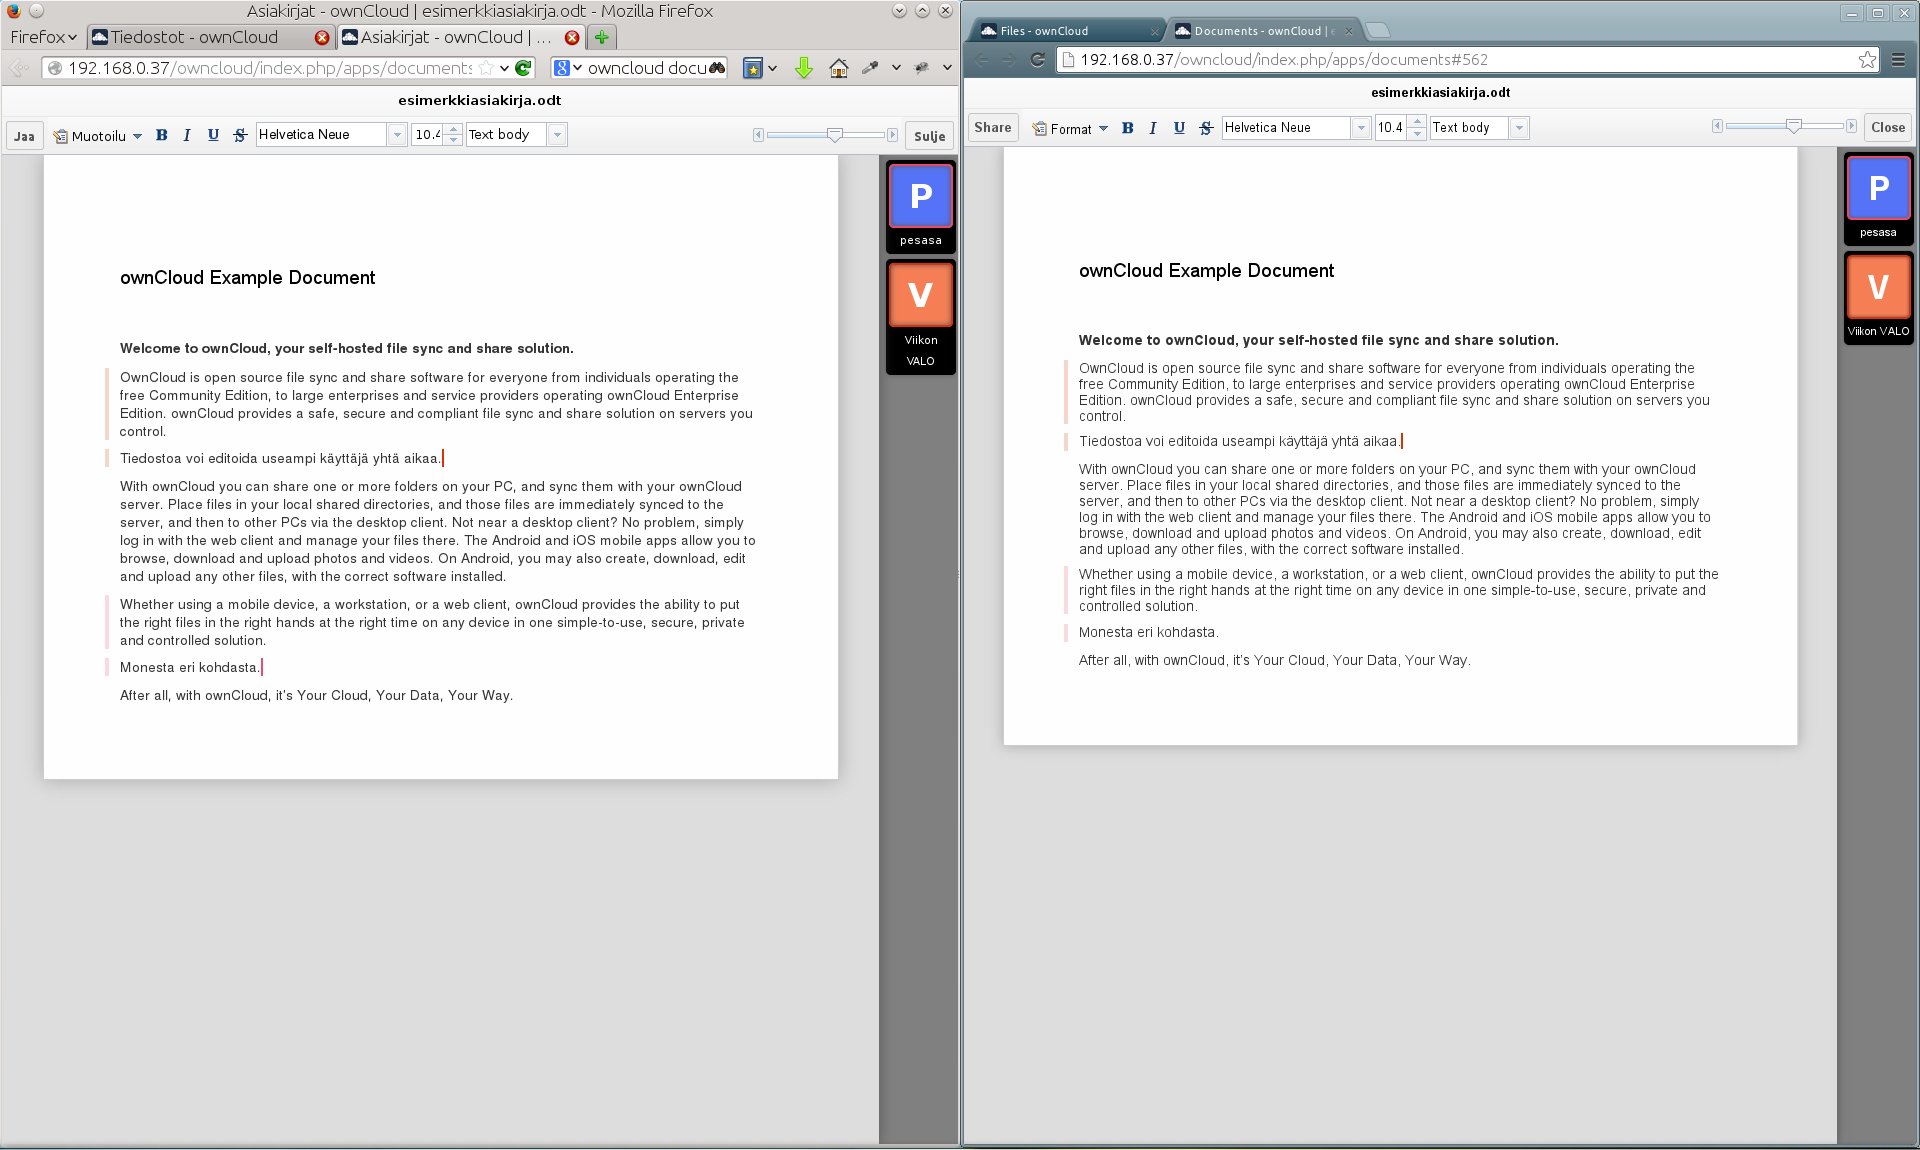 Asiakirjat - ownCloud | esimerkkiasiakirja.odt - Mozilla Firefox
Firefox
Tiedostot - ownCloud
Asiakirjat - ownCloud | ...
192.168.0.37/owncloud/index.php/apps/documents
owncloud docu
esimerkkiasiakirja.odt
Jaa
Muotoilu
B I U S
Helvetica Neue
10.4
Text body
Sulje
P
pesasa
V
Viikon
VALO
ownCloud Example Document
Welcome to ownCloud, your self-hosted file sync and share solution.
OwnCloud is open source file sync and share software for everyone from individuals operating the
free Community Edition, to large enterprises and service providers operating ownCloud Enterprise
Edition. ownCloud provides a safe, secure and compliant file sync and share solution on servers you
control.
Tiedostoa voi editoida useampi käyttäjä yhtä aikaa.
With ownCloud you can share one or more folders on your PC, and sync them with your ownCloud
server. Place files in your local shared directories, and those files are immediately synced to the
server, and then to other PCs via the desktop client. Not near a desktop client? No problem, simply
log in with the web client and manage your files there. The Android and iOS mobile apps allow you to
browse, download and upload photos and videos. On Android, you may also create, download, edit
and upload any other files, with the correct software installed.
Whether using a mobile device, a workstation, or a web client, ownCloud provides the ability to put
the right files in the right hands at the right time on any device in one simple-to-use, secure, private
and controlled solution.
Monesta eri kohdasta.
After all, with ownCloud, it's Your Cloud, Your Data, Your Way.
Files - ownCloud
Documents - ownCloud |
192.168.0.37/owncloud/index.php/apps/documents#562
esimerkkiasiakirja.odt
Share
Format
B I U S
Helvetica Neue
10.4
Text body
Close
P
pesasa
V
Viikon VALO
ownCloud Example Document
Welcome to ownCloud, your self-hosted file sync and share solution.
OwnCloud is open source file sync and share software for everyone from individuals operating the
free Community Edition, to large enterprises and service providers operating ownCloud Enterprise
Edition. ownCloud provides a safe, secure and compliant file sync and share solution on servers you
control.
Tiedostoa voi editoida useampi käyttäjä yhtä aikaa.
With ownCloud you can share one or more folders on your PC, and sync them with your ownCloud
server. Place files in your local shared directories, and those files are immediately synced to the
server, and then to other PCs via the desktop client. Not near a desktop client? No problem, simply
log in with the web client and manage your files there. The Android and iOS mobile apps allow you to
browse, download and upload photos and videos. On Android, you may also create, download, edit
and upload any other files, with the correct software installed.
Whether using a mobile device, a workstation, or a web client, ownCloud provides the ability to put the
right files in the right hands at the right time on any device in one simple-to-use, secure, private and
controlled solution.
Monesta eri kohdasta.
After all, with ownCloud, it's Your Cloud, Your Data, Your Way.